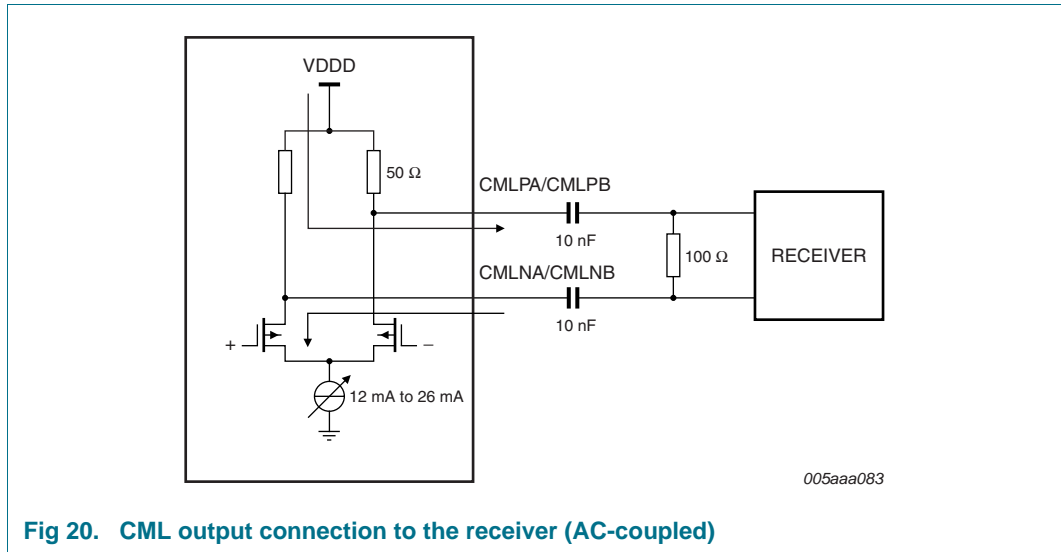 VDDD
50 Ω
CMLPA/CMLPB
10 nF
100 Ω
RECEIVER
CMLNA/CMLNB
10 nF
+
−
12 mA to 26 mA
005aaa083
Fig 20. CML output connection to the receiver (AC-coupled)